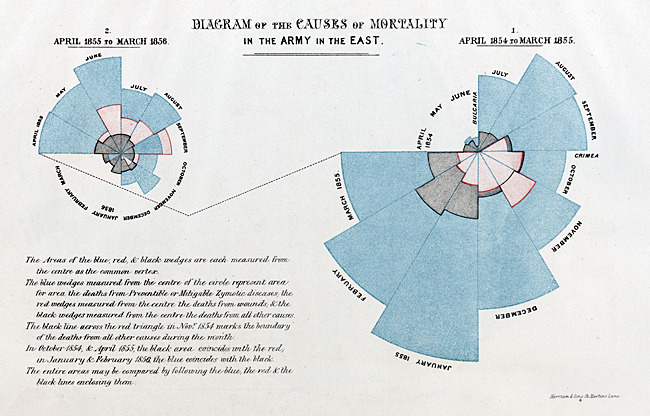 DIAGRAM OF THE CAUSES OF MORTALITY
IN THE ARMY IN THE EAST.
2.
APRIL 1855 TO MARCH 1856.
1.
APRIL 1854 TO MARCH 1855.
APRIL 1855
MAY
JUNE
JULY
AUGUST
SEPTEMBER
OCTOBER
NOVEMBER
DECEMBER
JANUARY 1856
FEBRUARY
MARCH
APRIL 1854
MAY
JUNE
BULGARIA
JULY
AUGUST
SEPTEMBER
CRIMEA
OCTOBER
NOVEMBER
DECEMBER
JANUARY 1855
FEBRUARY
MARCH 1855
The Areas of the blue, red, & black wedges are each measured from
the centre as the common vertex.
The blue wedges measured from the centre of the circle represent area
for area the deaths from Preventible or Mitigable Zymotic diseases, the
red wedges measured from the centre the deaths from wounds, & the
black wedges measured from the centre the deaths from all other causes.
The black line across the red triangle in Novr. 1854 marks the boundary
of the deaths from all other causes during the month.
In October 1854, & April 1855, the black area coincides with the red,
in January & February 1856, the blue coincides with the black.
The entire areas may be compared by following the blue, the red & the
black lines enclosing them.
Harrison & Sons St. Martins Lane